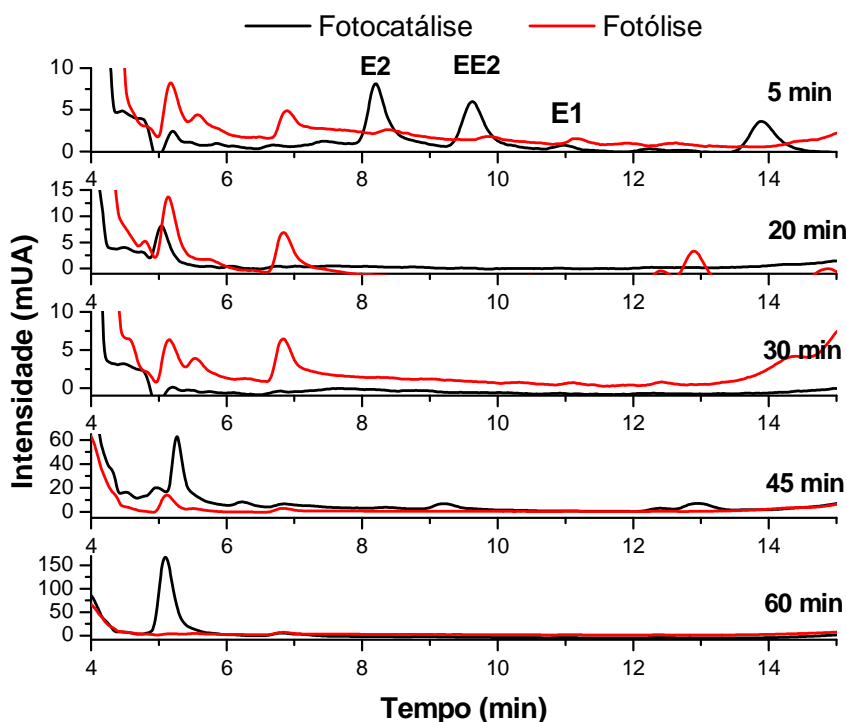 Fotocatálise Fotólise
E2 EE2 E1 5 min
10
5
0
4 6 8 10 12 14
20 min
15
10
5
0
4 6 8 10 12 14
30 min
10
5
0
4 6 8 10 12 14
45 min
60
40
20
0
4 6 8 10 12 14
60 min
150
100
50
0
4 6 8 10 12 14
Intensidade (mUA)
Tempo (min)